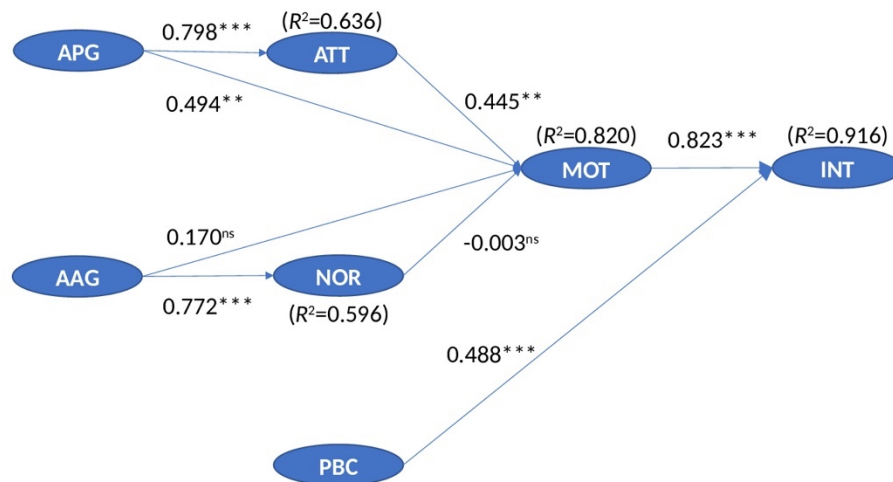 0.798***
(R²=0.636)
APG
ATT
0.494**
0.445**
(R²=0.820)
0.823***
(R²=0.916)
MOT
INT
0.170ⁿˢ
-0.003ⁿˢ
AAG
NOR
0.772***
(R²=0.596)
0.488***
PBC